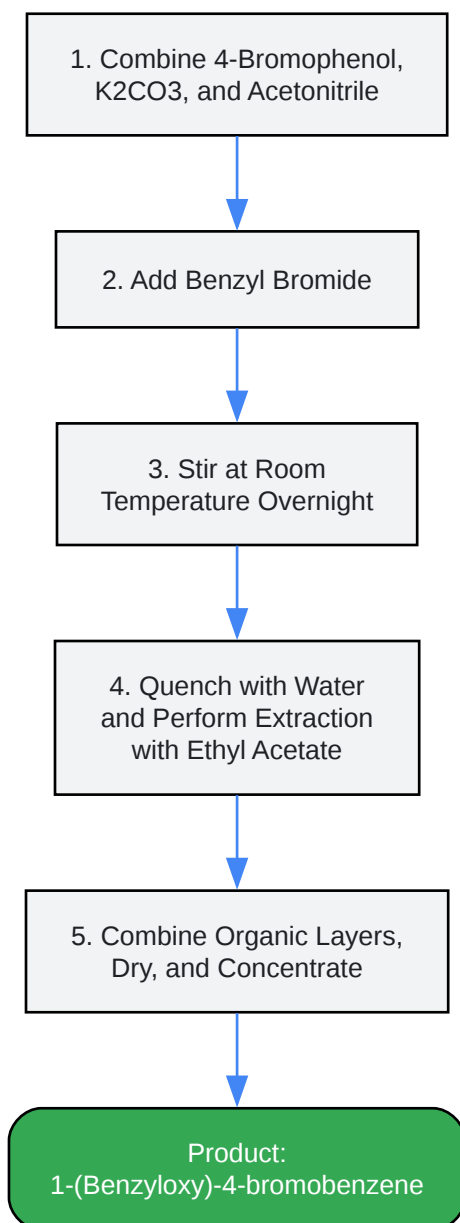 1. Combine 4-Bromophenol,
K2CO3, and Acetonitrile
2. Add Benzyl Bromide
3. Stir at Room
Temperature Overnight
4. Quench with Water
and Perform Extraction
with Ethyl Acetate
5. Combine Organic Layers,
Dry, and Concentrate
Product:
1-(Benzyloxy)-4-bromobenzene